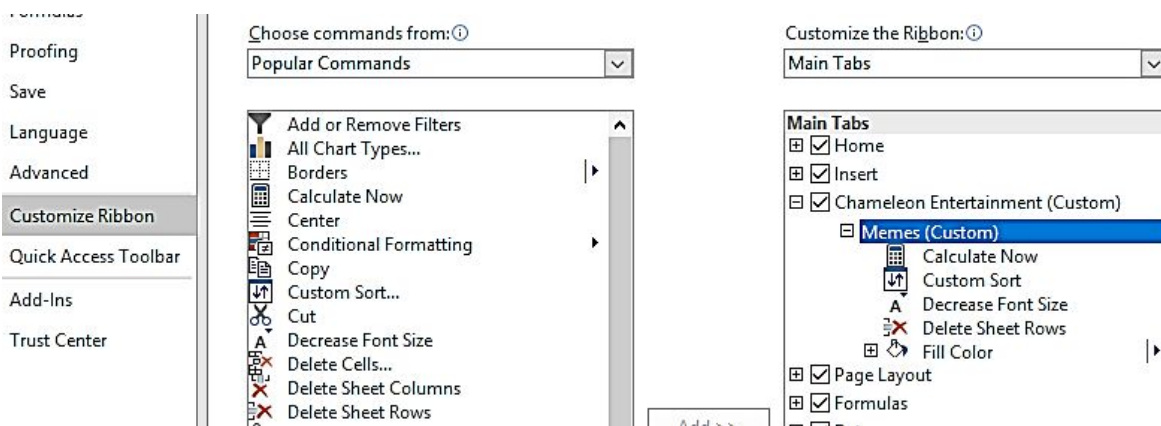 Formulas
Proofing
Save
Language
Advanced
Customize Ribbon
Quick Access Toolbar
Add-Ins
Trust Center
Choose commands from:
Popular Commands
Add or Remove Filters
All Chart Types...
Borders
Calculate Now
Center
Conditional Formatting
Copy
Custom Sort...
Cut
Decrease Font Size
Delete Cells...
Delete Sheet Columns
Delete Sheet Rows
Add >>
Customize the Ribbon:
Main Tabs
Main Tabs
Home
Insert
Chameleon Entertainment (Custom)
Memes (Custom)
Calculate Now
Custom Sort
Decrease Font Size
Delete Sheet Rows
Fill Color
Page Layout
Formulas